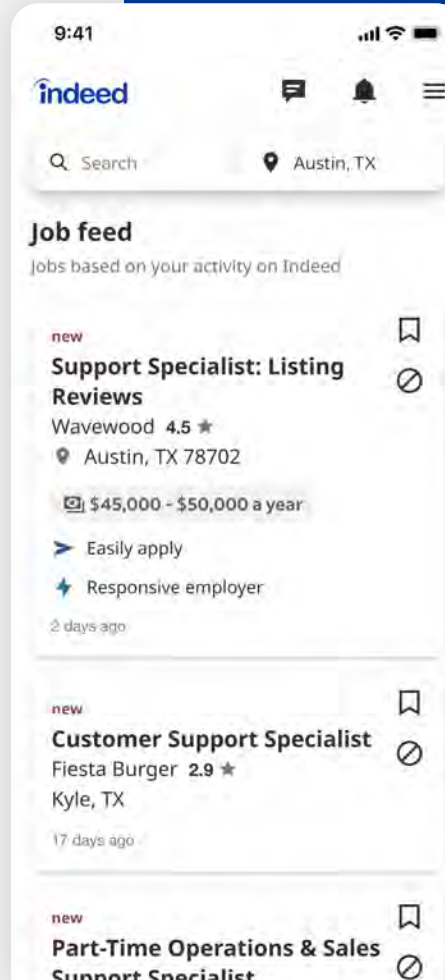 9:41
indeed
Search
Austin, TX
Job feed
Jobs based on your activity on Indeed
new
Support Specialist: Listing
Reviews
Wavewood 4.5 ★
Austin, TX 78702
$45,000 - $50,000 a year
Easily apply
Responsive employer
2 days ago
new
Customer Support Specialist
Fiesta Burger 2.9 ★
Kyle, TX
17 days ago
new
Part-Time Operations & Sales
Support Specialist